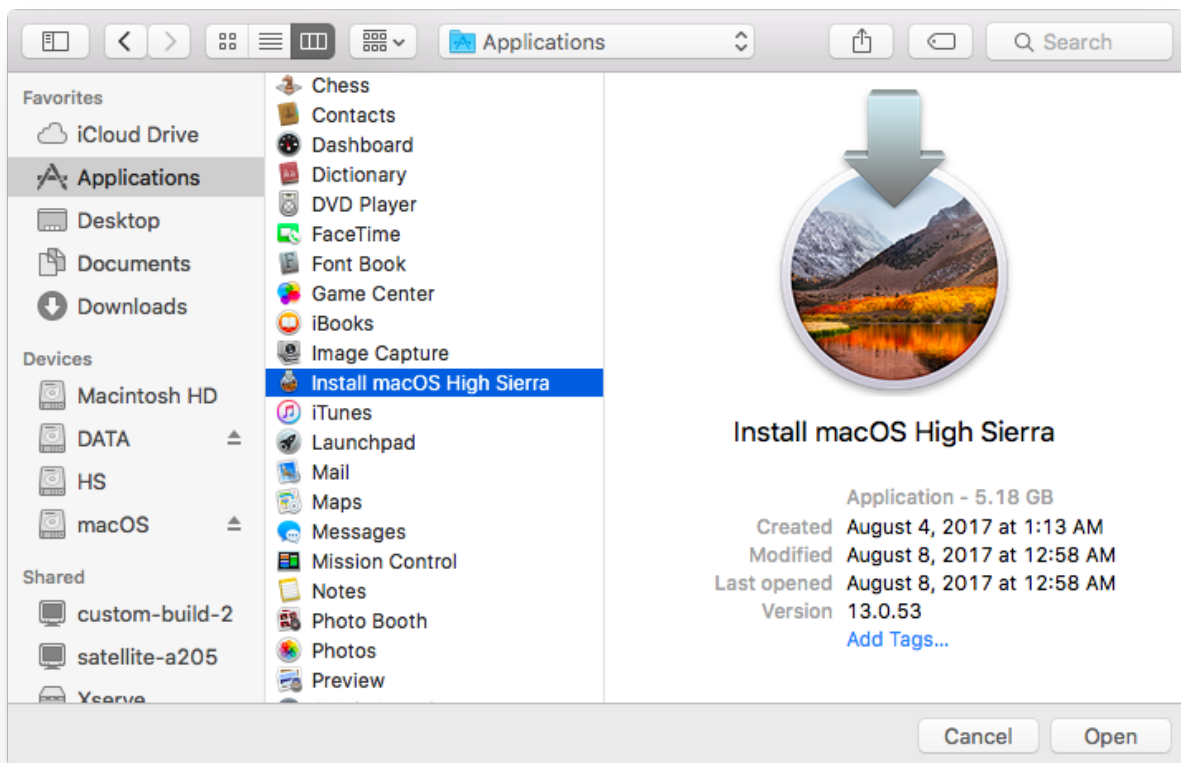 Applications
Search
Favorites
iCloud Drive
Applications
Desktop
Documents
Downloads
Devices
Macintosh HD
DATA
HS
macOS
Shared
custom-build-2
satellite-a205
Xserve
Chess
Contacts
Dashboard
Dictionary
DVD Player
FaceTime
Font Book
Game Center
iBooks
Image Capture
Install macOS High Sierra
iTunes
Launchpad
Mail
Maps
Messages
Mission Control
Notes
Photo Booth
Photos
Preview
Install macOS High Sierra
Application - 5.18 GB
Created August 4, 2017 at 1:13 AM
Modified August 8, 2017 at 12:58 AM
Last opened August 8, 2017 at 12:58 AM
Version 13.0.53
Add Tags...
Cancel
Open